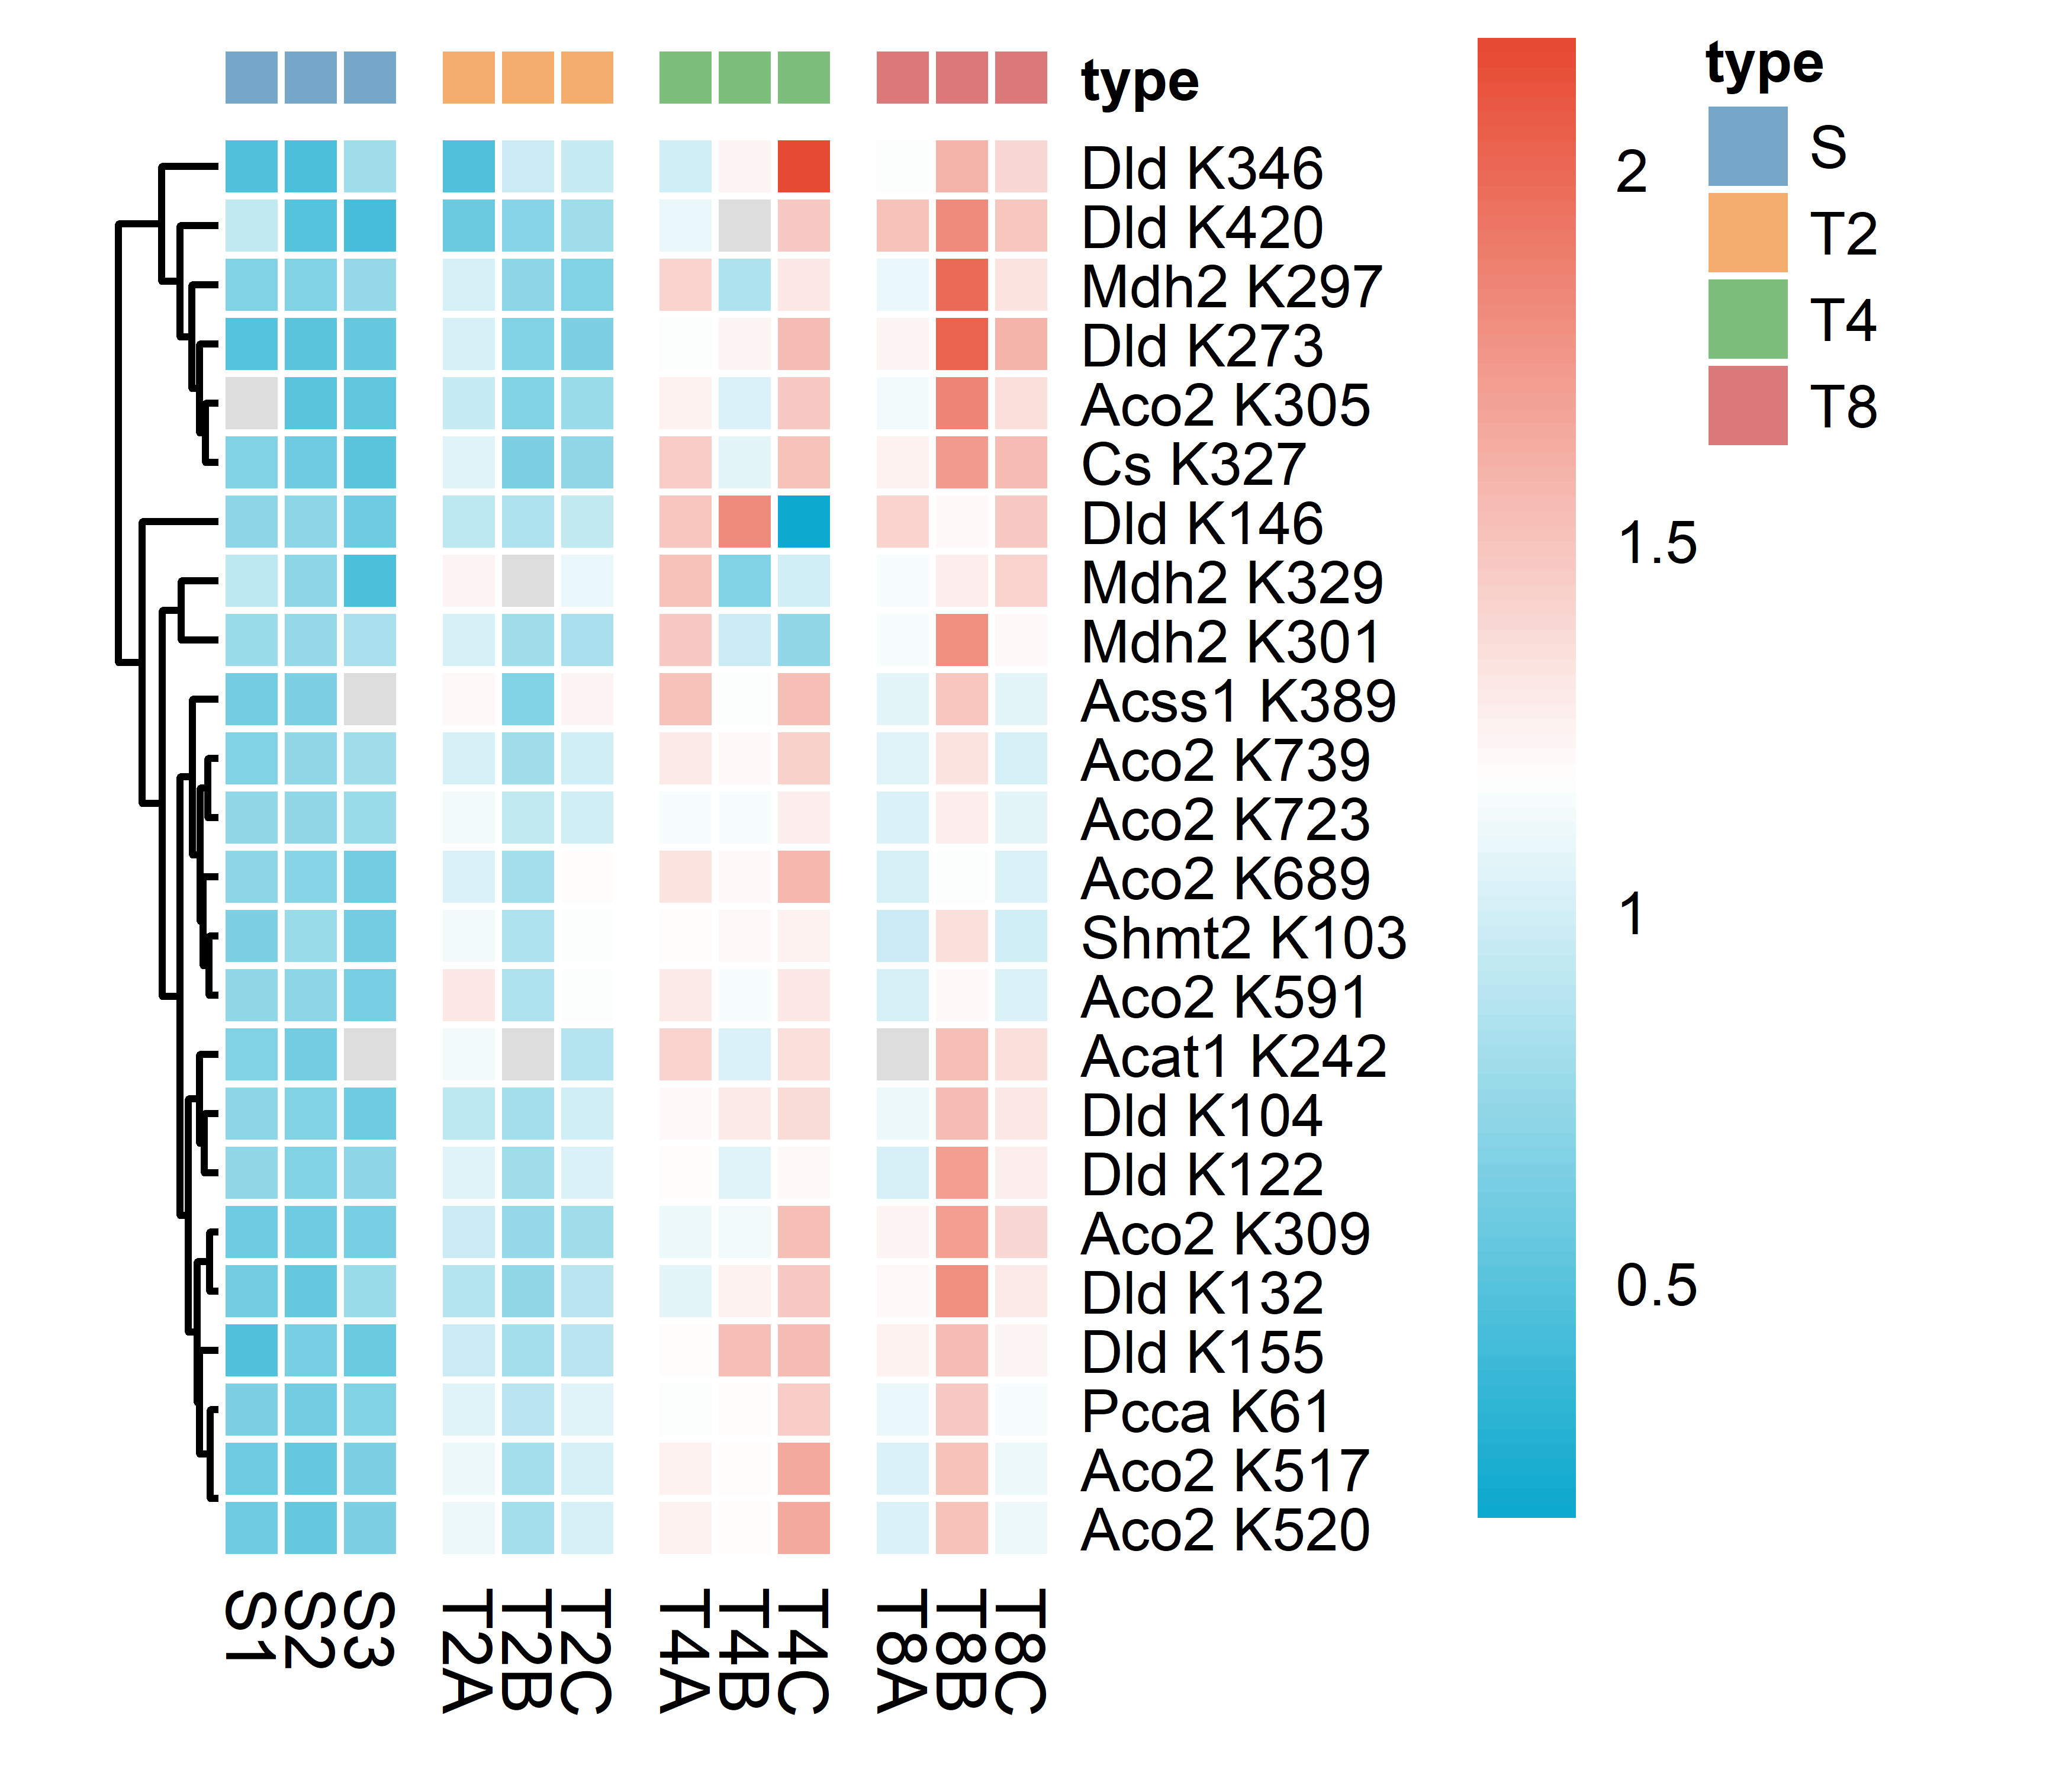 type
Dld K346
Dld K420
Mdh2 K297
Dld K273
Aco2 K305
Cs K327
Dld K146
Mdh2 K329
Mdh2 K301
Acss1 K389
Aco2 K739
Aco2 K723
Aco2 K689
Shmt2 K103
Aco2 K591
Acat1 K242
Dld K104
Dld K122
Aco2 K309
Dld K132
Dld K155
Pcca K61
Aco2 K517
Aco2 K520
S1
S2
S3
T2A
T2B
T2C
T4A
T4B
T4C
T8A
T8B
T8C
2
1.5
1
0.5
type
S
T2
T4
T8